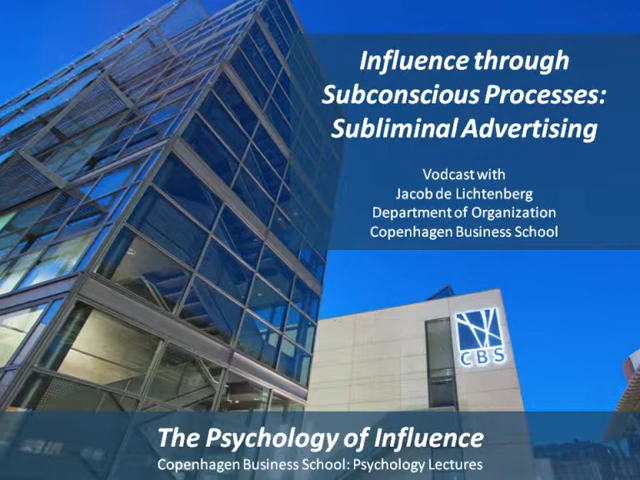 Influence through
Subconscious Processes:
Subliminal Advertising
Vodcast with
Jacob de Lichtenberg
Department of Organization
Copenhagen Business School
CBS
The Psychology of Influence
Copenhagen Business School: Psychology Lectures